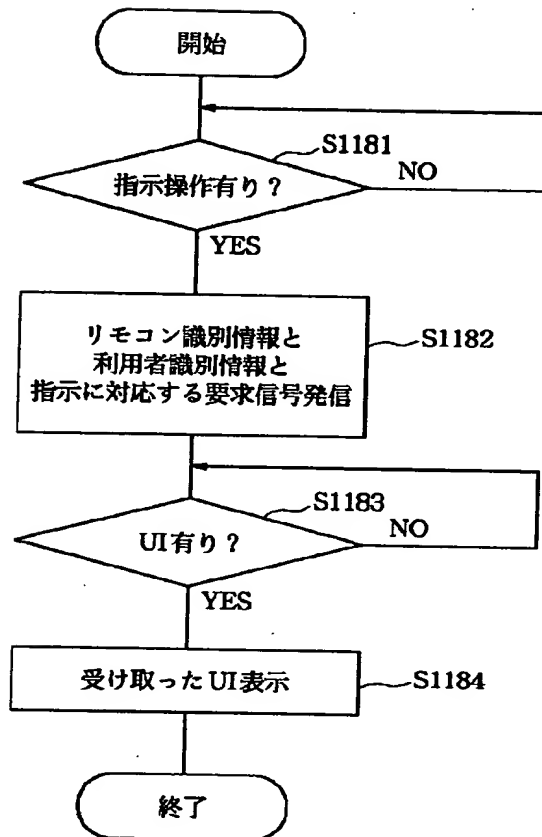 開始
S1181
指示操作有り?
NO
YES
リモコン識別情報と
利用者識別情報と
指示に対応する要求信号発信
S1182
S1183
UI有り?
NO
YES
受け取ったUI表示
S1184
終了